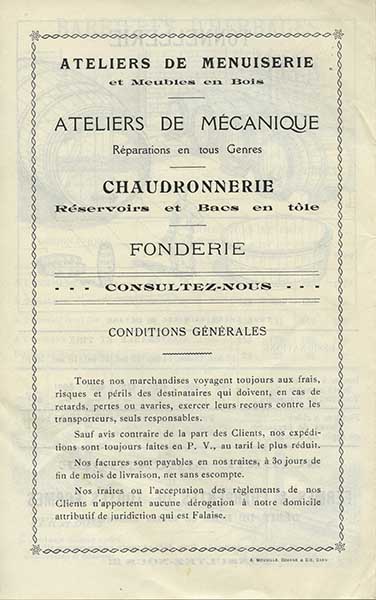 ATELIERS DE MENUISERIE
et Meubles en Bois
ATELIERS DE MÉCANIQUE
Réparations en tous Genres
CHAUDRONNERIE
Réservoirs et Bacs en tôle
FONDERIE
- - - CONSULTEZ-NOUS - - -
CONDITIONS GÉNÉRALES
Toutes nos marchandises voyagent toujours aux frais,
risques et périls des destinataires qui doivent, en cas de
retards, pertes ou avaries, exercer leurs recours contre les
transporteurs, seuls responsables.
Sauf avis contraire de la part des Clients, nos expédi-
tions sont toujours faites en P. V., au tarif le plus réduit.
Nos factures sont payables en nos traites, à 30 jours de
fin de mois de livraison, net sans escompte.
Nos traites ou l'acceptation des règlements de nos
Clients n'apportent aucune dérogation à notre domicile
attributif de juridiction qui est Falaise.